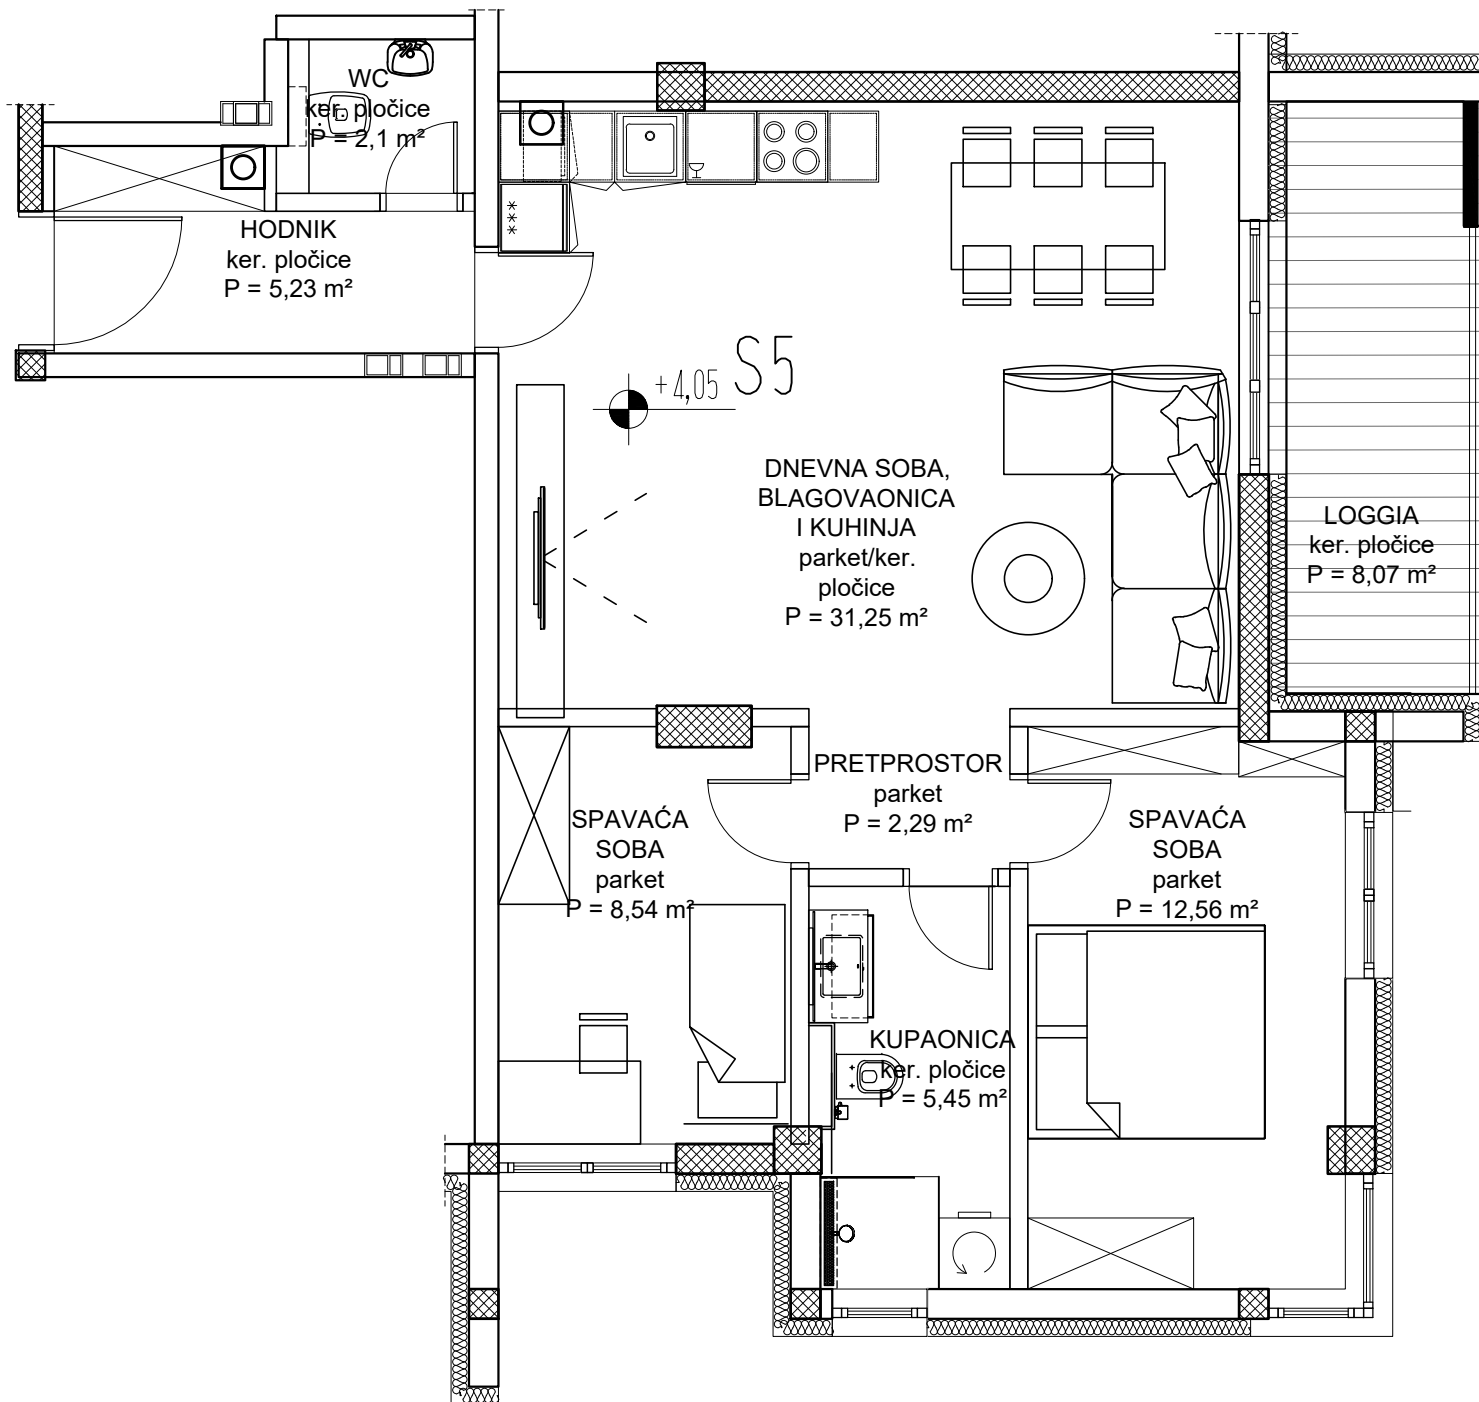 WC
ker. pločice
P = 2,1 m²
HODNIK
ker. pločice
P = 5,23 m²
+4,05 S5
DNEVNA SOBA,
BLAGOVAONICA
I KUHINJA
parket/ker.
pločice
P = 31,25 m²
LOGGIA
ker. pločice
P = 8,07 m²
PRETPROSTOR
parket
P = 2,29 m²
SPAVAĆA
SOBA
parket
P = 8,54 m²
SPAVAĆA
SOBA
parket
P = 12,56 m²
KUPAONICA
ker. pločice
P = 5,45 m²